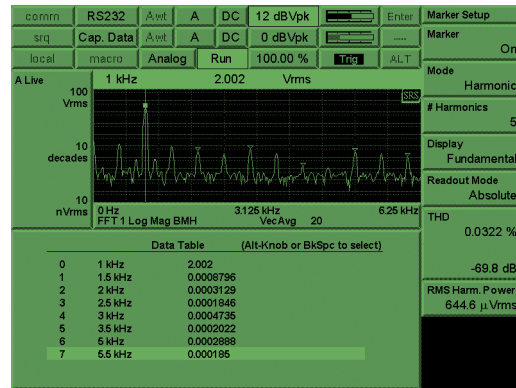 comm RS232 Awt A DC 12 dBVpk Enter Marker Setup
srq Cap. Data Awt A DC 0 dBVpk ---- Marker
On
local macro Analog Run 100.00 % Trig ALT
Mode
Harmonic
A Live 1 kHz 2.002 Vrms
SRS
100
Vrms
# Harmonics
5
10
decades
Display
Fundamental
Readout Mode
Absolute
10
nVrms
0 Hz 3.125 kHz 6.25 kHz
FFT 1 Log Mag BMH VecAvg 20
THD
0.0322 %
-69.8 dB
Data Table (Alt-Knob or BkSpc to select)
0 1 kHz 2.002
1 1.5 kHz 0.0008796
2 2 kHz 0.0003129
3 2.5 kHz 0.0001846
4 3 kHz 0.0004735
5 3.5 kHz 0.0002022
6 5 kHz 0.0002888
7 5.5 kHz 0.000185
RMS Harm. Power
644.6 µVrms